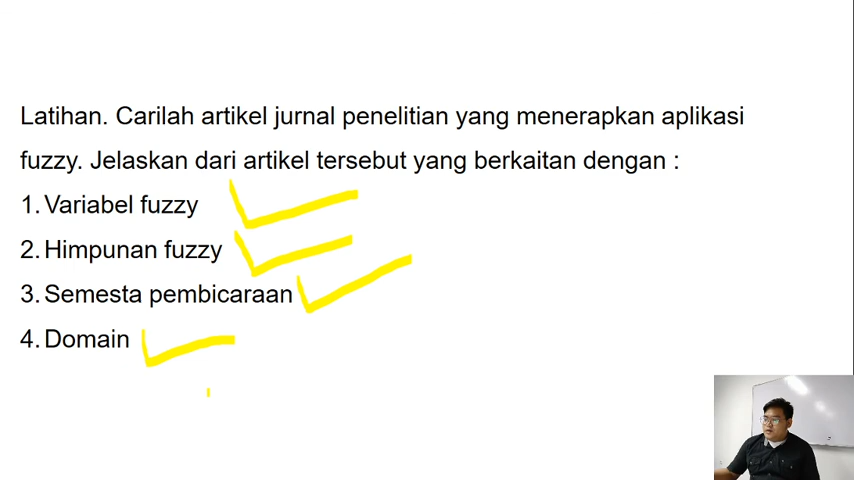 Latihan. Carilah artikel jurnal penelitian yang menerapkan aplikasi
fuzzy. Jelaskan dari artikel tersebut yang berkaitan dengan :
1. Variabel fuzzy
2. Himpunan fuzzy
3. Semesta pembicaraan
4. Domain